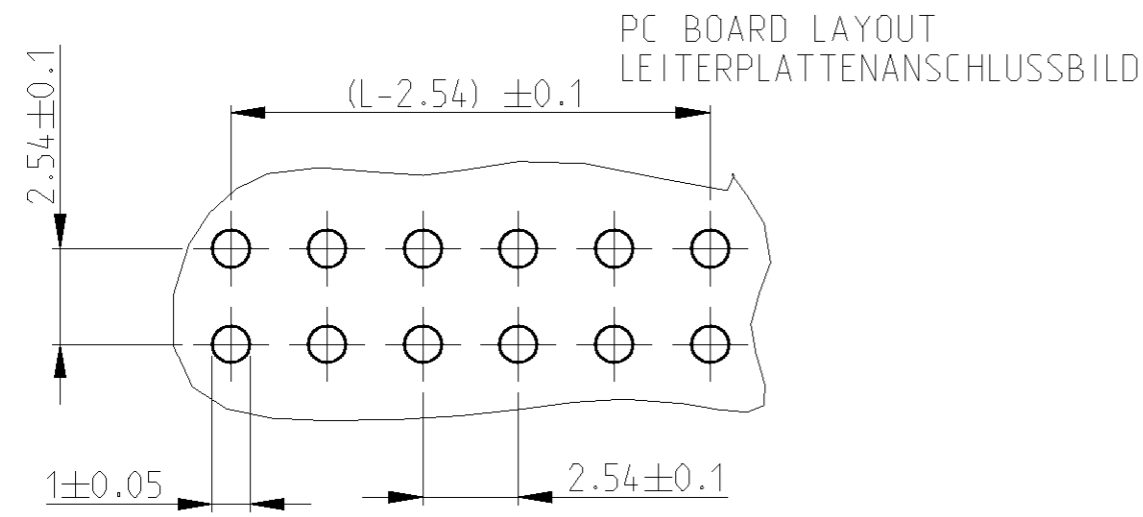 PC BOARD LAYOUT
LEITERPLATTENANSCHLUSSBILD
(L-2.54) ±0.1
2.54±0.1
1±0.05
2.54±0.1